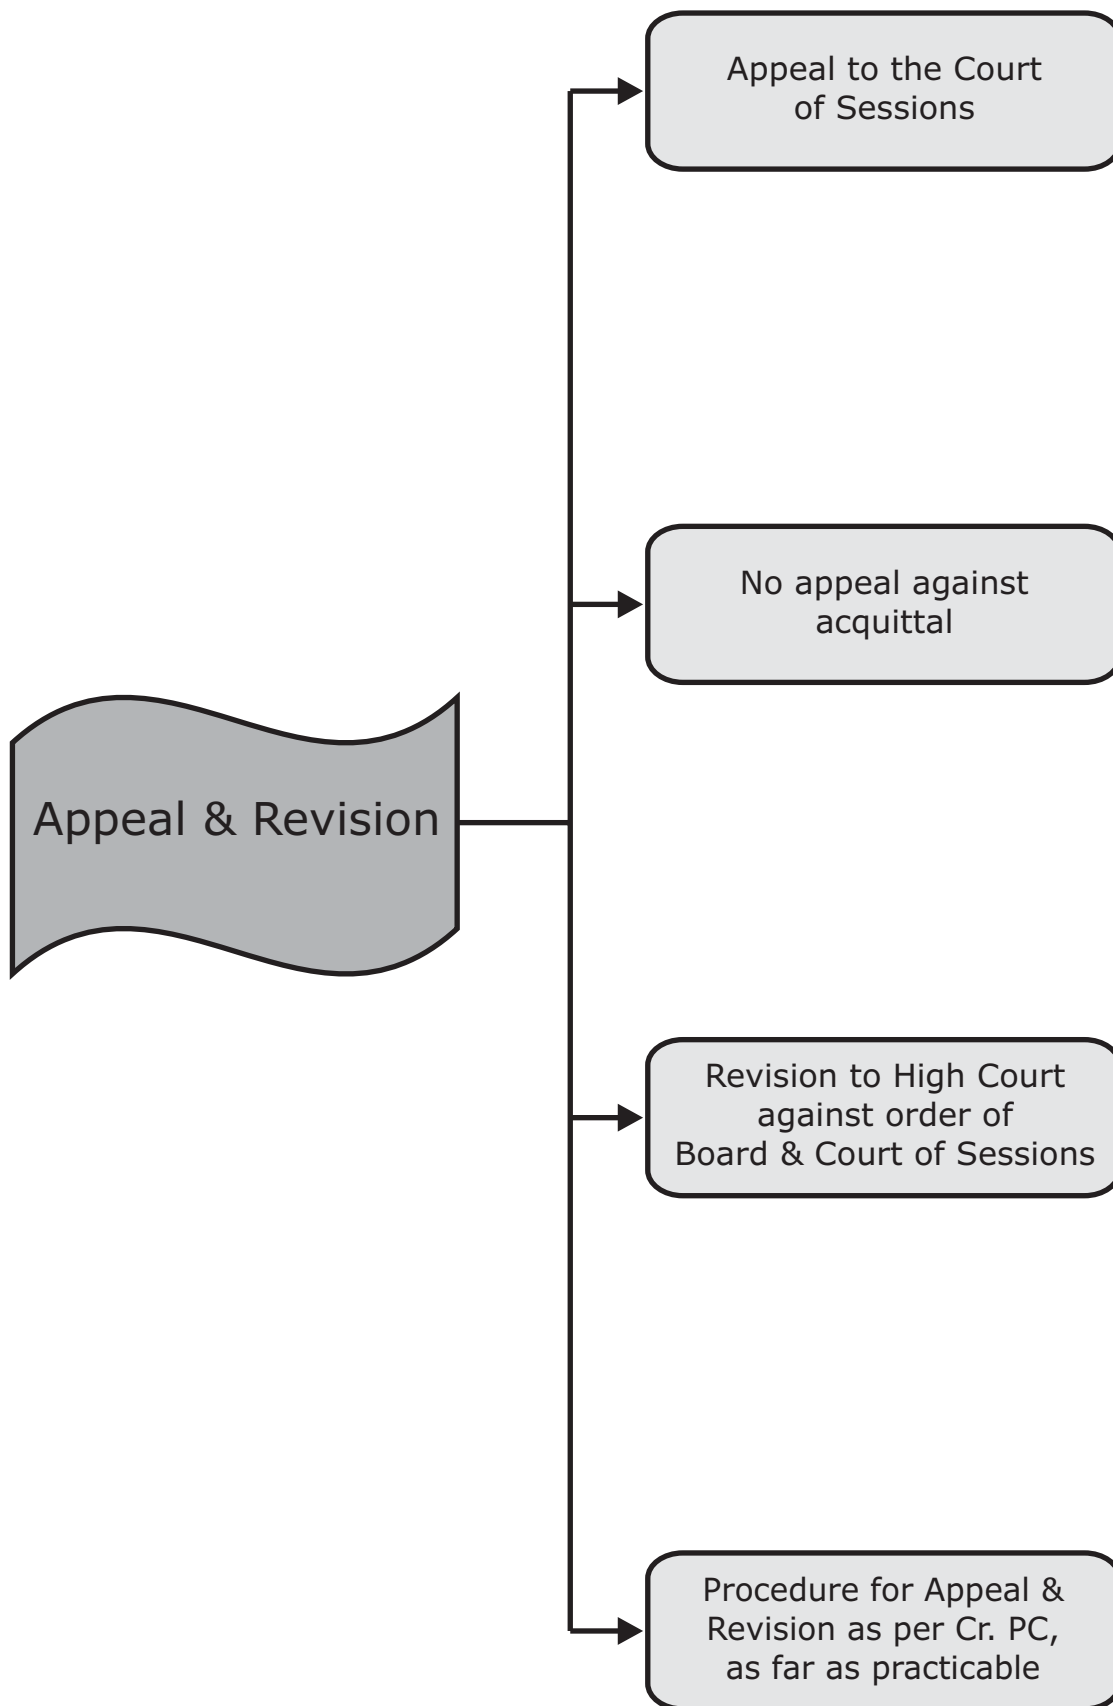 Appeal to the Court
of Sessions
No appeal against
acquittal
Appeal & Revision
Revision to High Court
against order of
Board & Court of Sessions
Procedure for Appeal &
Revision as per Cr. PC,
as far as practicable